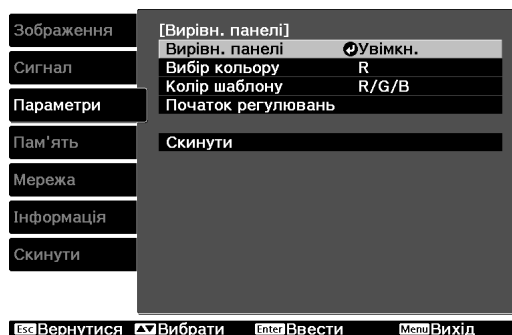 Зображення
Сигнал
Параметри
Пам'ять
Мережа
Інформація
Скинути
[Вирівн. панелі]
Вирівн. панелі Увімкн.
Вибір кольору R
Колір шаблону R/G/B
Початок регулювань
Скинути
Esc Вернутися Вибрати Enter Ввести Menu Вихід